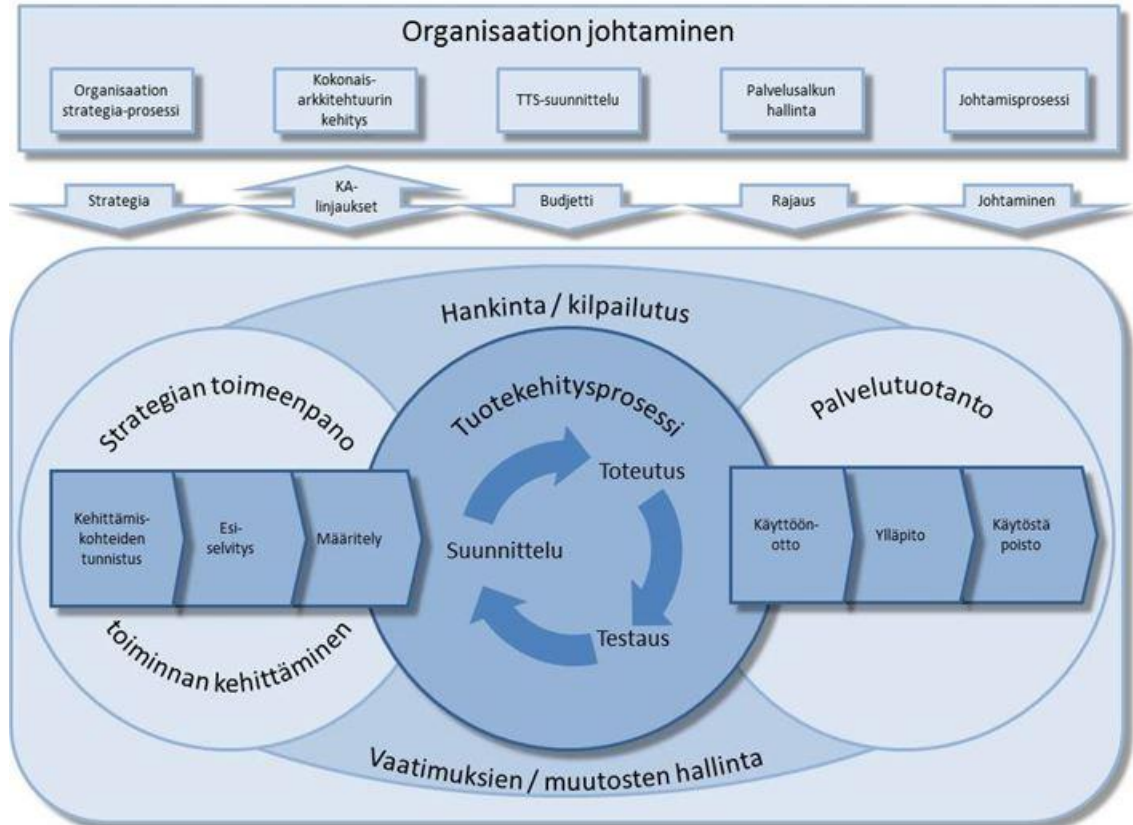 Organisaation johtaminen
Organisaation
strategia-prosessi
Kokonais-
arkkitehtuurin
kehitys
TTS-suunnittelu
Palvelusalkun
hallinta
Johtamisprosessi
Strategia
KA-
linjaukset
Budjetti
Rajaus
Johtaminen
Hankinta / kilpailutus
Strategian toimeenpano
Tuotekehitysprosessi
Palvelutuotanto
Kehittämis-
kohteiden
tunnistus
Esi-
selvitys
Määritely
Suunnittelu
Toteutus
Testaus
Käyttöön-
otto
Ylläpito
Käytöstä
poisto
toiminnan kehittäminen
Vaatimuksien / muutosten hallinta